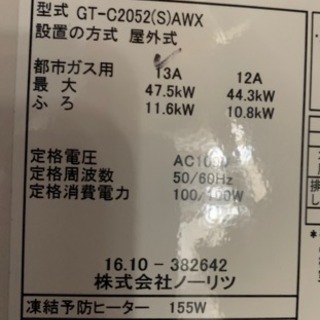 型式 GT-C2052(S)AWX
設置の方式 屋外式
都市ガス用 13A 12A
最大 47.5kW 44.3kW
ふろ 11.6kW 10.8kW
定格電圧 AC100V
定格周波数 50/60Hz
定格消費電力 100/100W
16.10-382642
株式会社ノーリツ
凍結予防ヒーター 155W